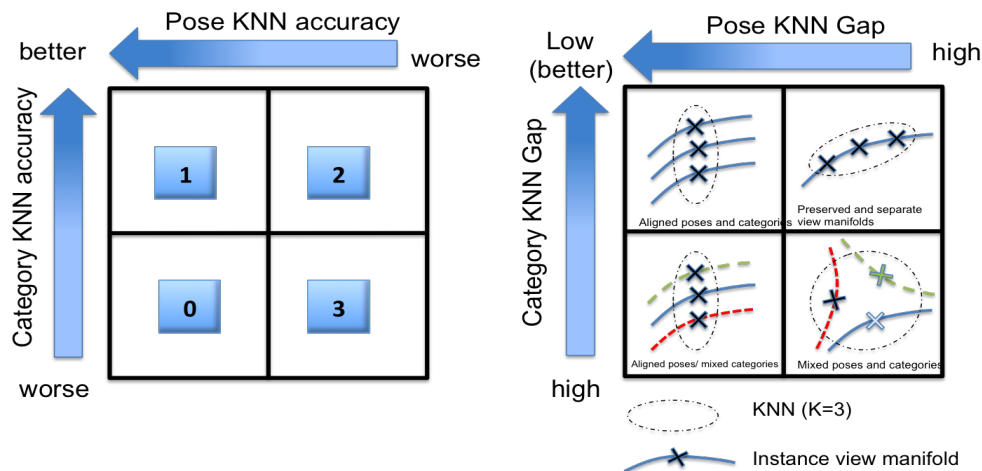 Pose KNN accuracy
better
worse
Category KNN accuracy
1
2
0
3
worse
Pose KNN Gap
Low
(better)
high
Category KNN Gap
Aligned poses and categories
Preserved and separate
view manifolds
Aligned poses/ mixed categories
Mixed poses and categories
high
KNN (K=3)
Instance view manifold